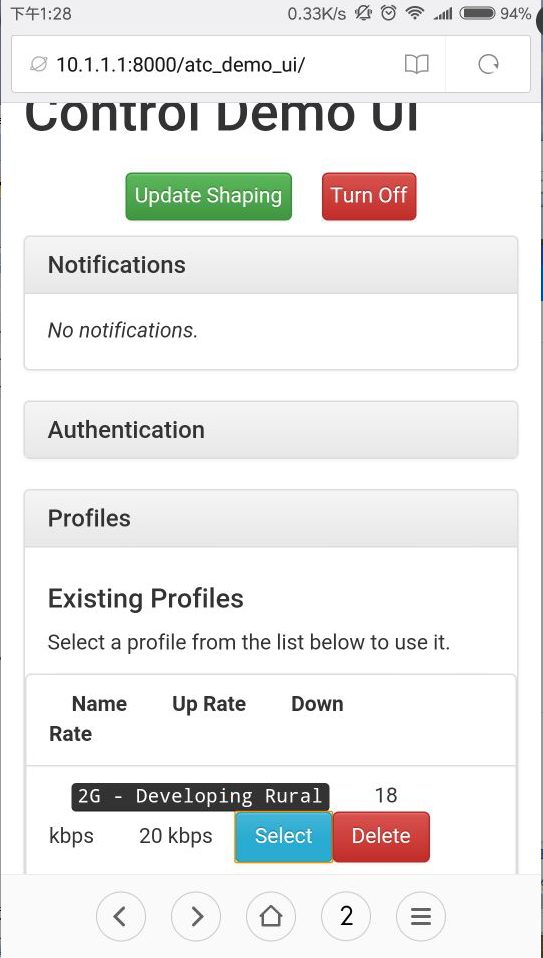 下午1:28 0.33K/s 94%
10.1.1.1:8000/atc_demo_ui/
Control Demo UI
Update Shaping Turn Off
Notifications
No notifications.
Authentication
Profiles
Existing Profiles
Select a profile from the list below to use it.
Name Up Rate Down
Rate
2G - Developing Rural 18
kbps 20 kbps Select Delete
2